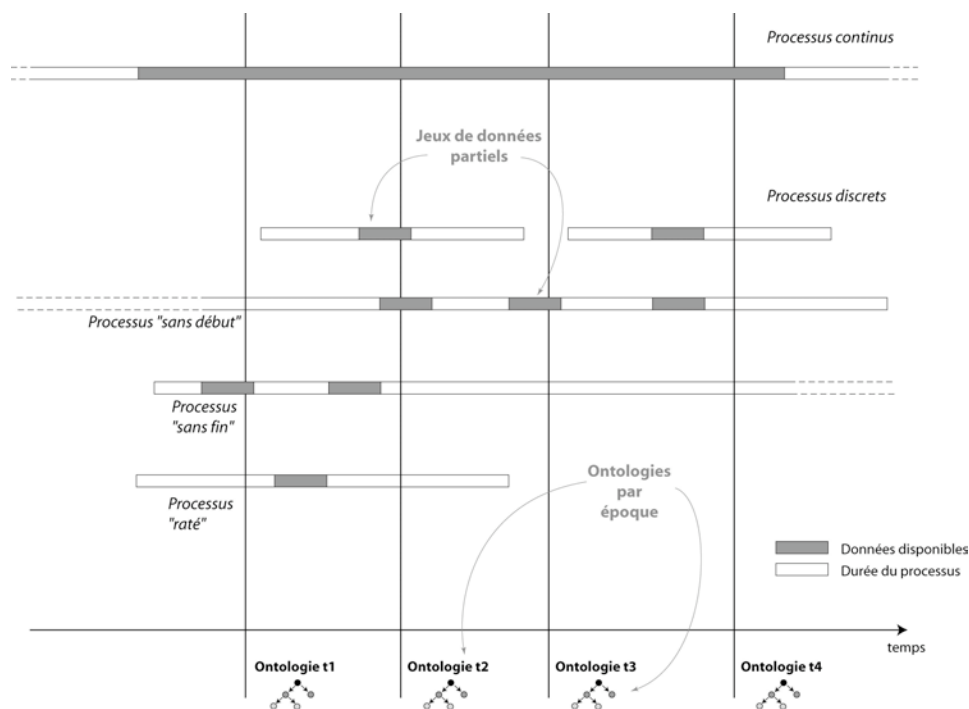 Processus continus
Jeux de données
partiels
Processus discrets
Processus "sans début"
Processus
"sans fin"
Processus
"raté"
Ontologies
par
époque
Données disponibles
Durée du processus
temps
Ontologie t1
Ontologie t2
Ontologie t3
Ontologie t4